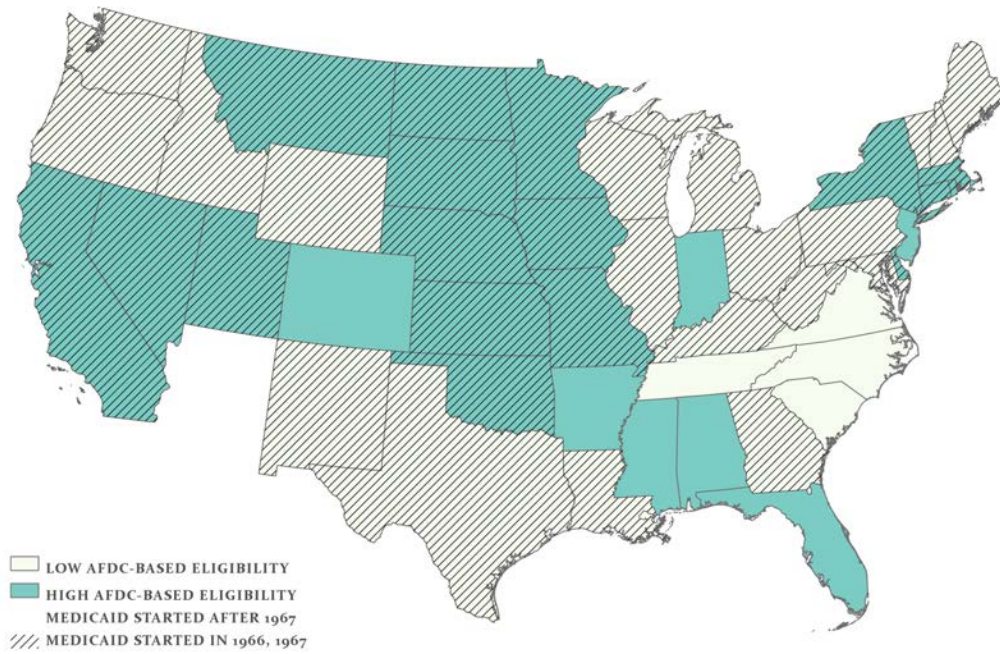 LOW AFDC-BASED ELIGIBILITY
HIGH AFDC-BASED ELIGIBILITY
MEDICAID STARTED AFTER 1967
MEDICAID STARTED IN 1966, 1967